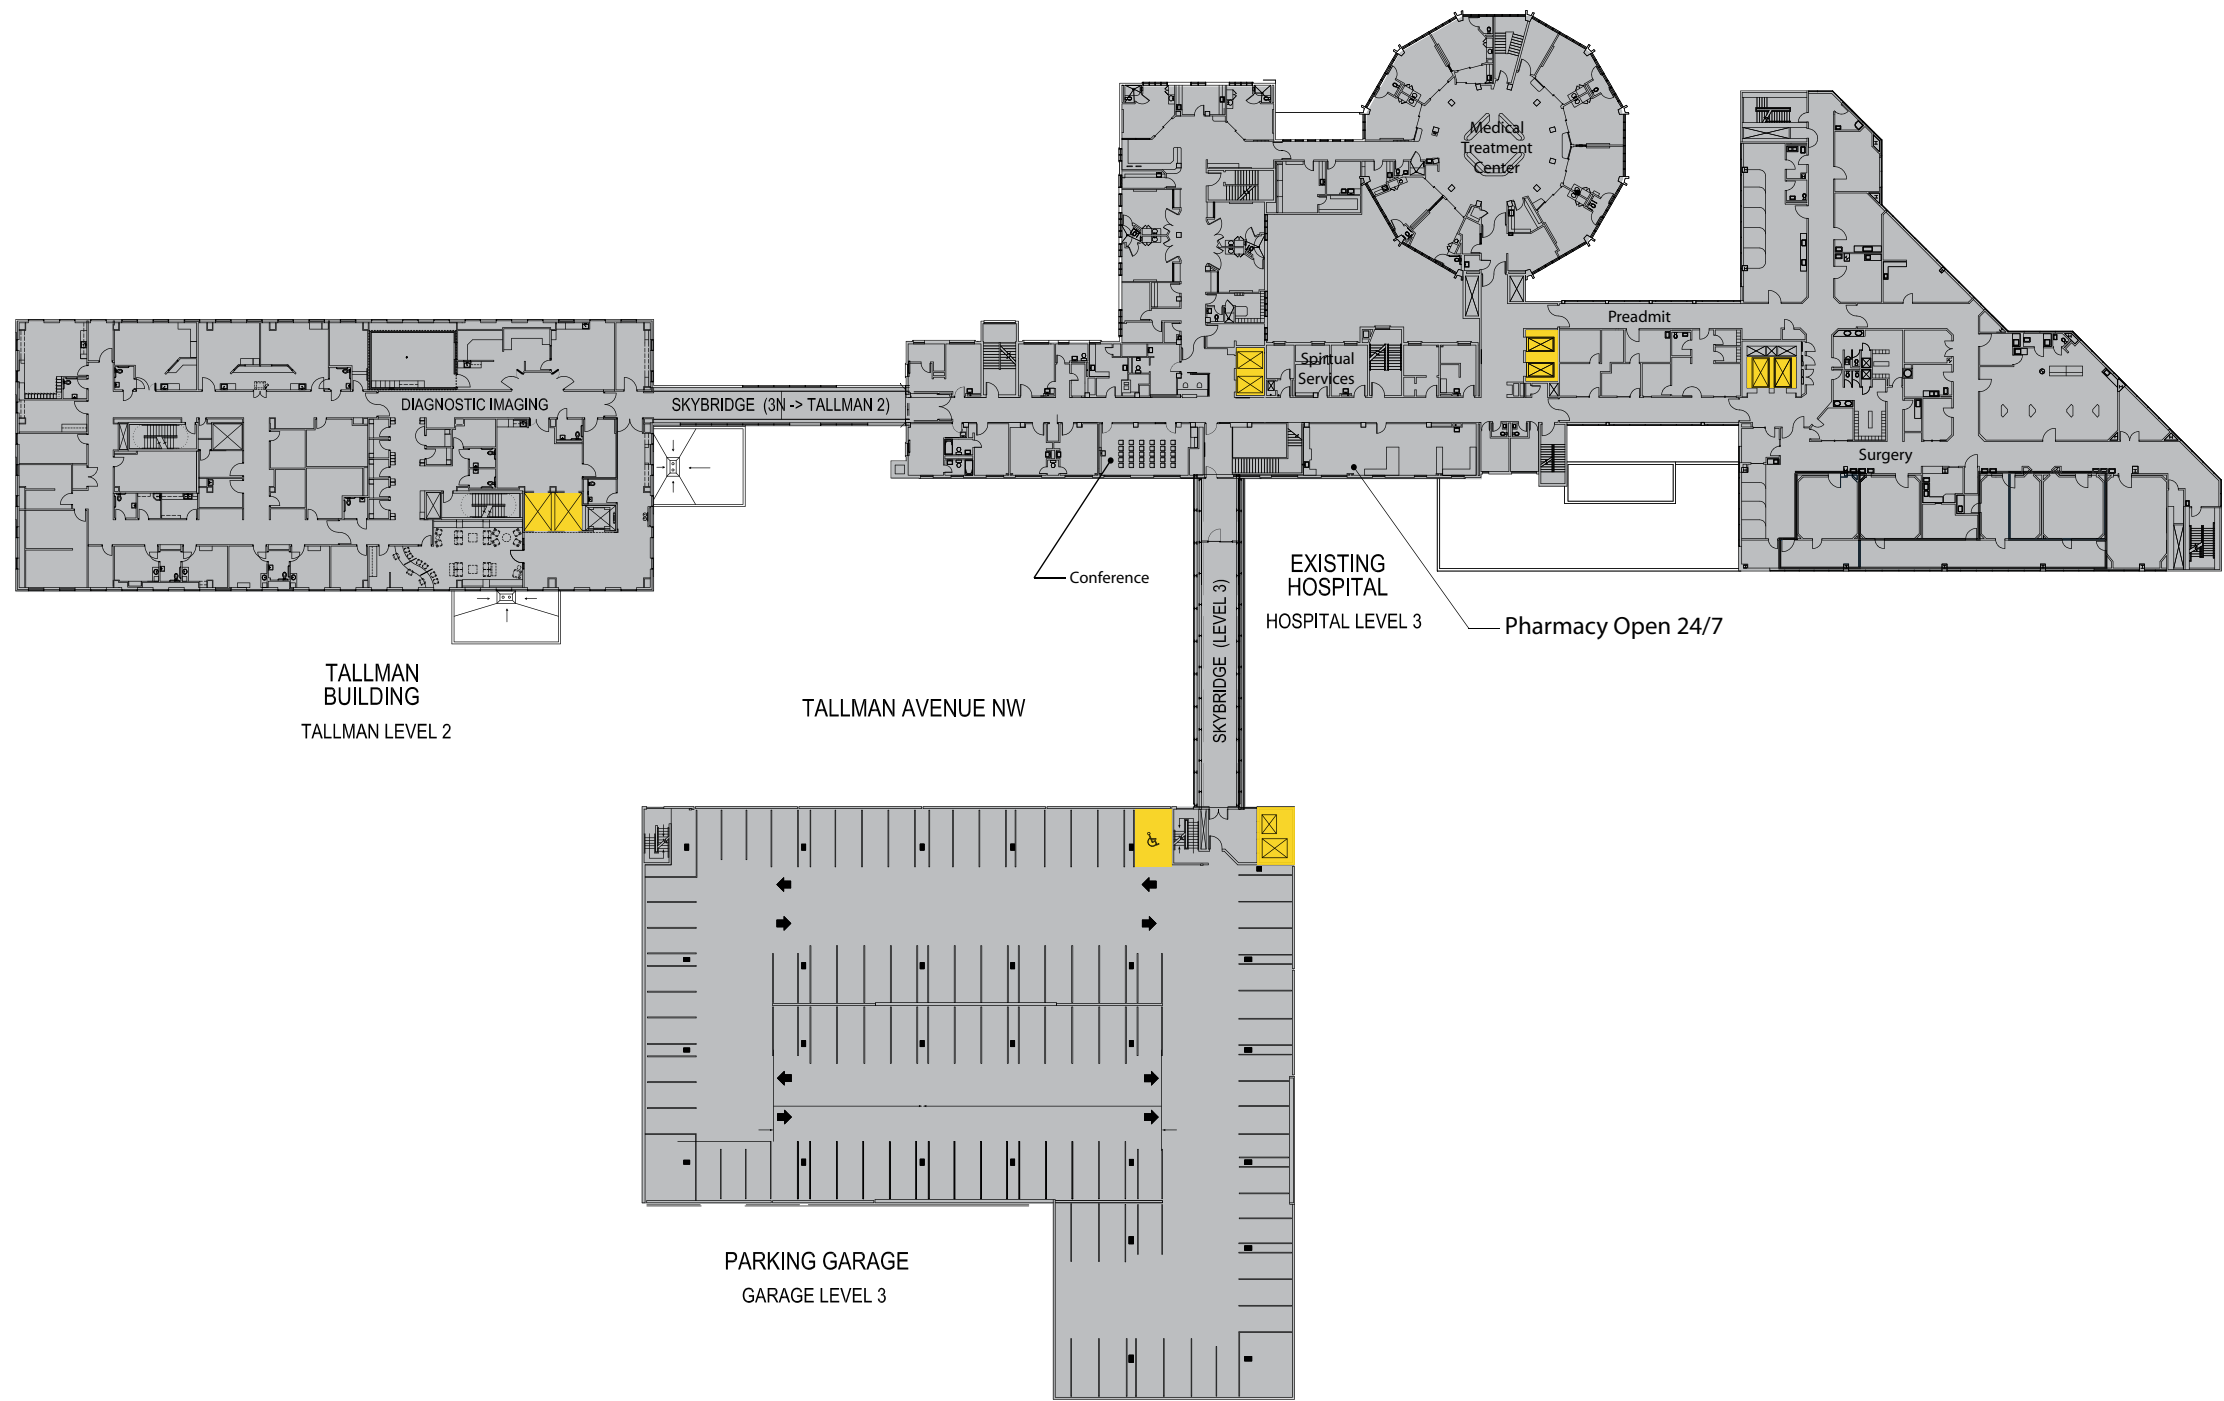 Medical
Treatment
Center
Preadmit
Spiritual
Services
DIAGNOSTIC IMAGING
SKYBRIDGE (3N -> TALLMAN 2)
Surgery
Conference
EXISTING
HOSPITAL
HOSPITAL LEVEL 3
Pharmacy Open 24/7
SKYBRIDGE (LEVEL 3)
TALLMAN
BUILDING
TALLMAN LEVEL 2
TALLMAN AVENUE NW
PARKING GARAGE
GARAGE LEVEL 3